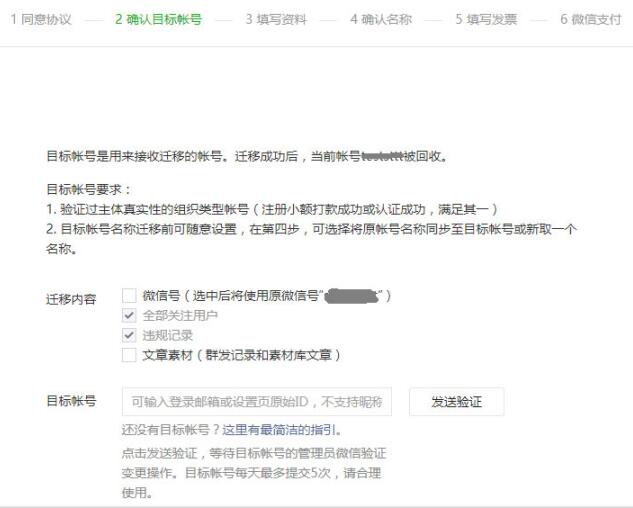 1 同意协议 2 确认目标帐号 3 填写资料 4 确认名称 5 填写发票 6 微信支付
目标帐号是用来接收迁移的帐号。迁移成功后，当前帐号被回收。
目标帐号要求：
1. 验证过主体真实性的组织类型帐号（注册小额打款成功或认证成功，满足其一）
2. 目标帐号名称迁移前可随意设置，在第四步，可选择将原帐号名称同步至目标帐号或新取一个
名称。
迁移内容 微信号（选中后将使用原微信号“”）
全部关注用户
违规记录
文章素材（群发记录和素材库文章）
目标帐号 可输入登录邮箱或设置页原始ID，不支持昵称 发送验证
还没有目标帐号？这里有最简洁的指引。
点击发送验证，等待目标帐号的管理员微信验证
变更操作。目标帐号每天最多提交5次，请合理
使用。